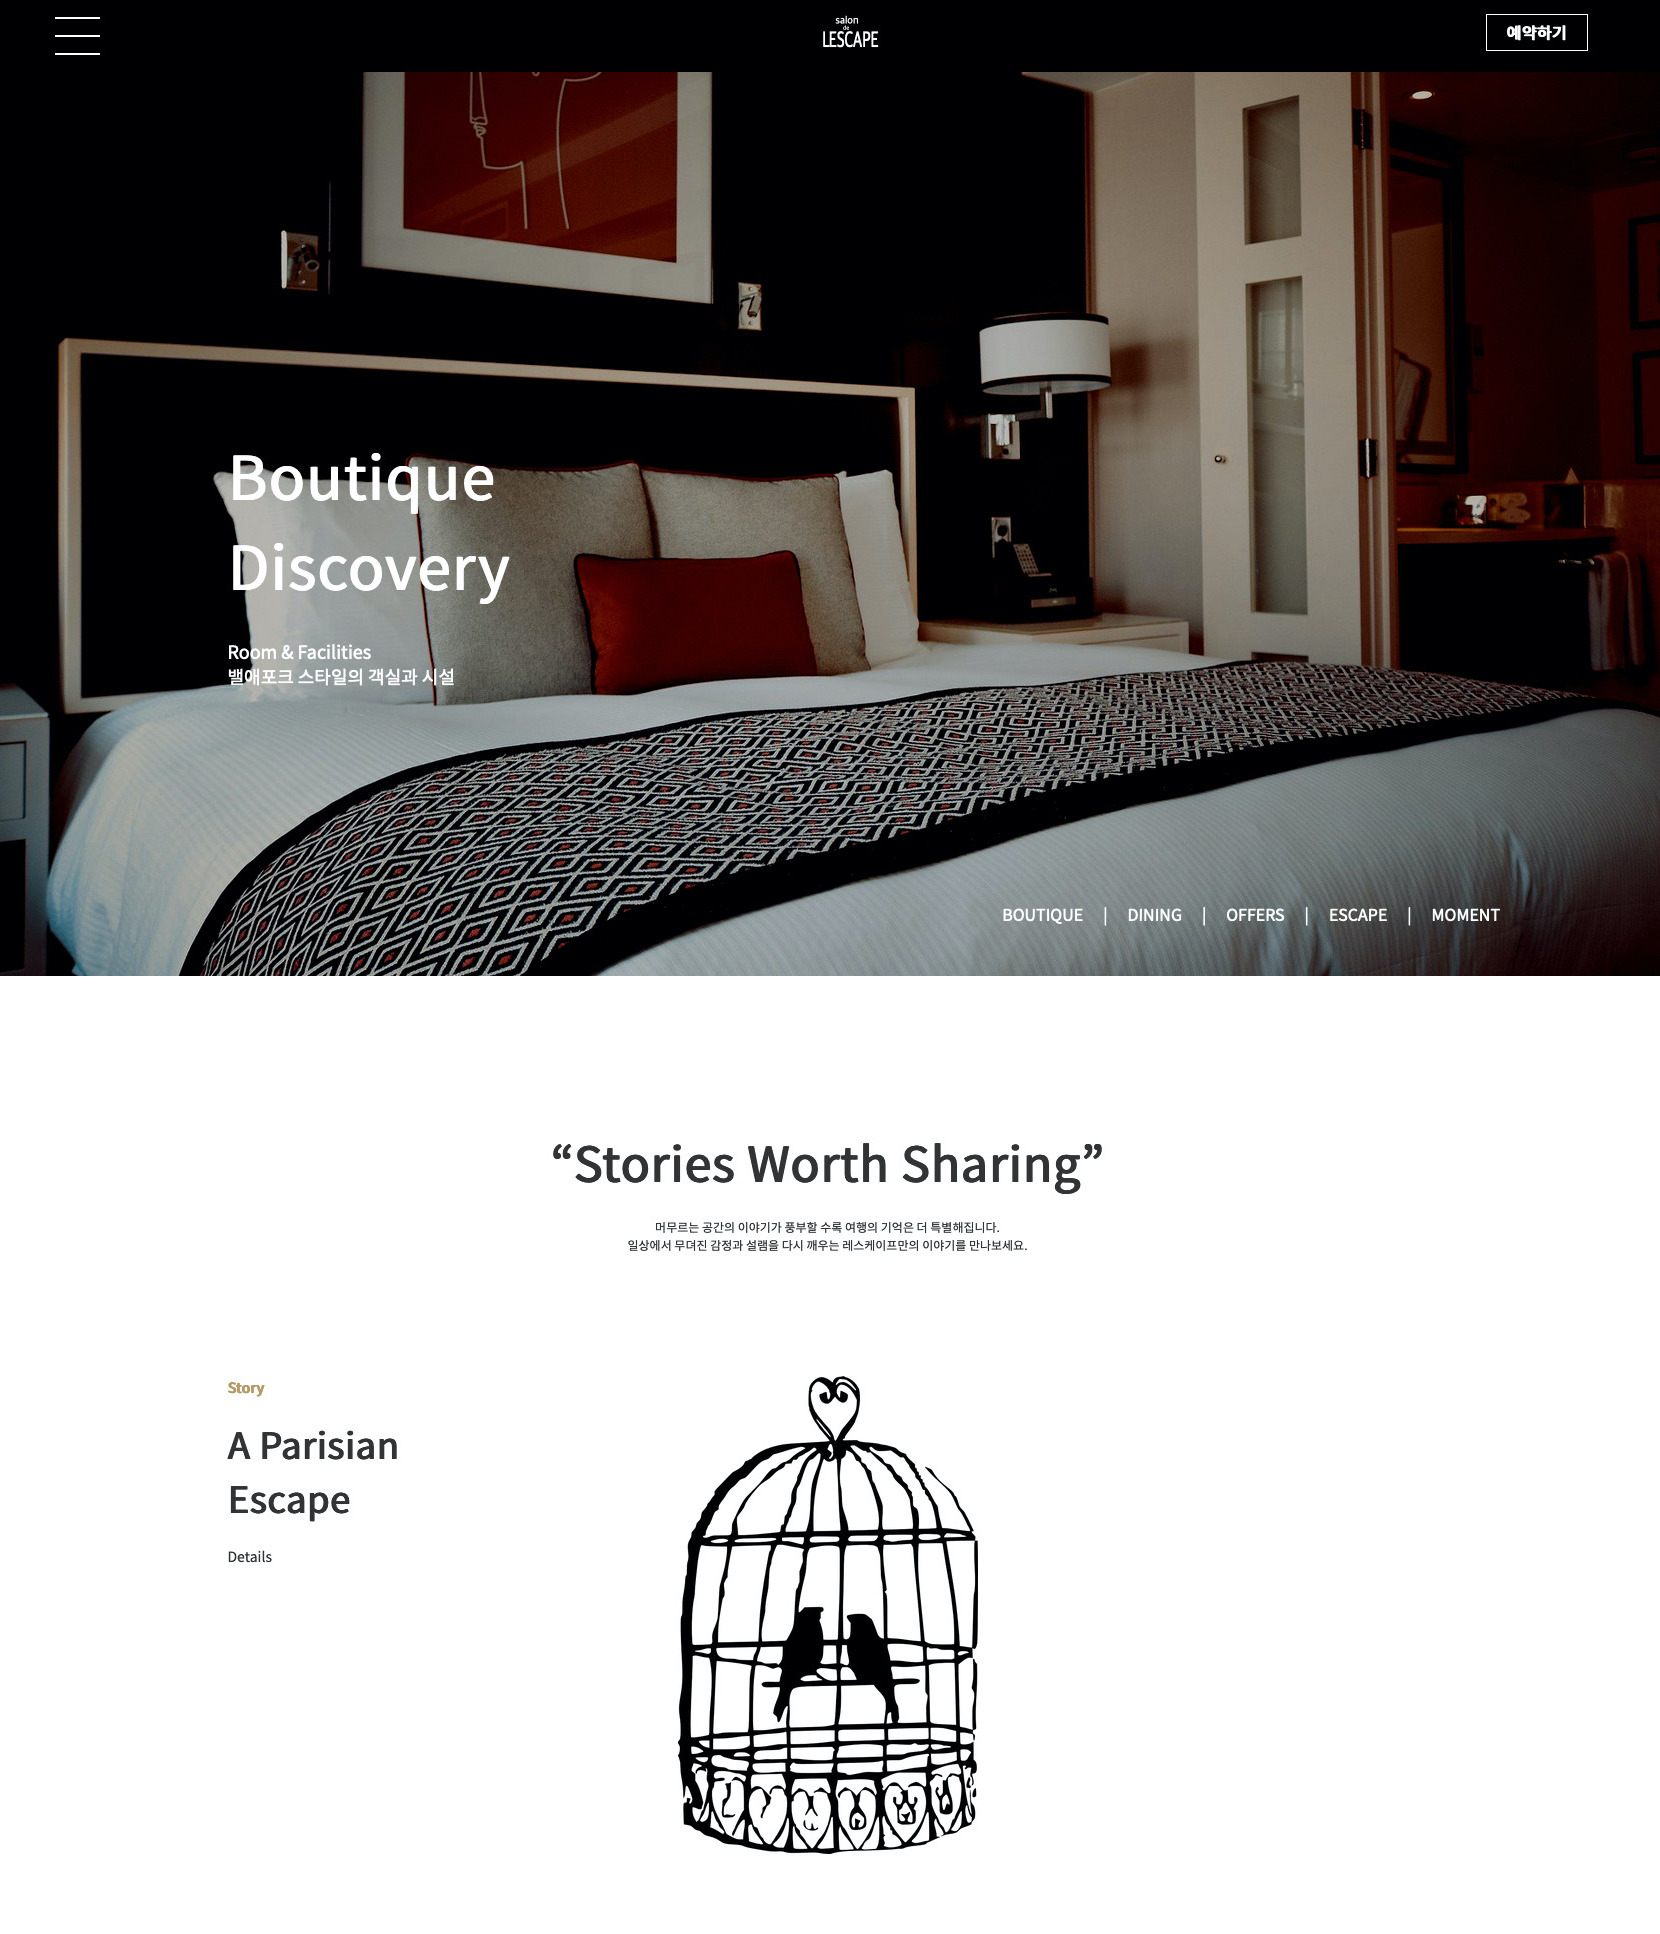 salon
de
LESCAPE
예약하기
Boutique
Discovery
Room & Facilities
밸애포크 스타일의 객실과 시설
BOUTIQUE | DINING | OFFERS | ESCAPE | MOMENT
“Stories Worth Sharing”
머무르는 공간의 이야기가 풍부할 수록 여행의 기억은 더 특별해집니다.
일상에서 무뎌진 감정과 설램을 다시 깨우는 레스케이프만의 이야기를 만나보세요.
Story
A Parisian
Escape
Details